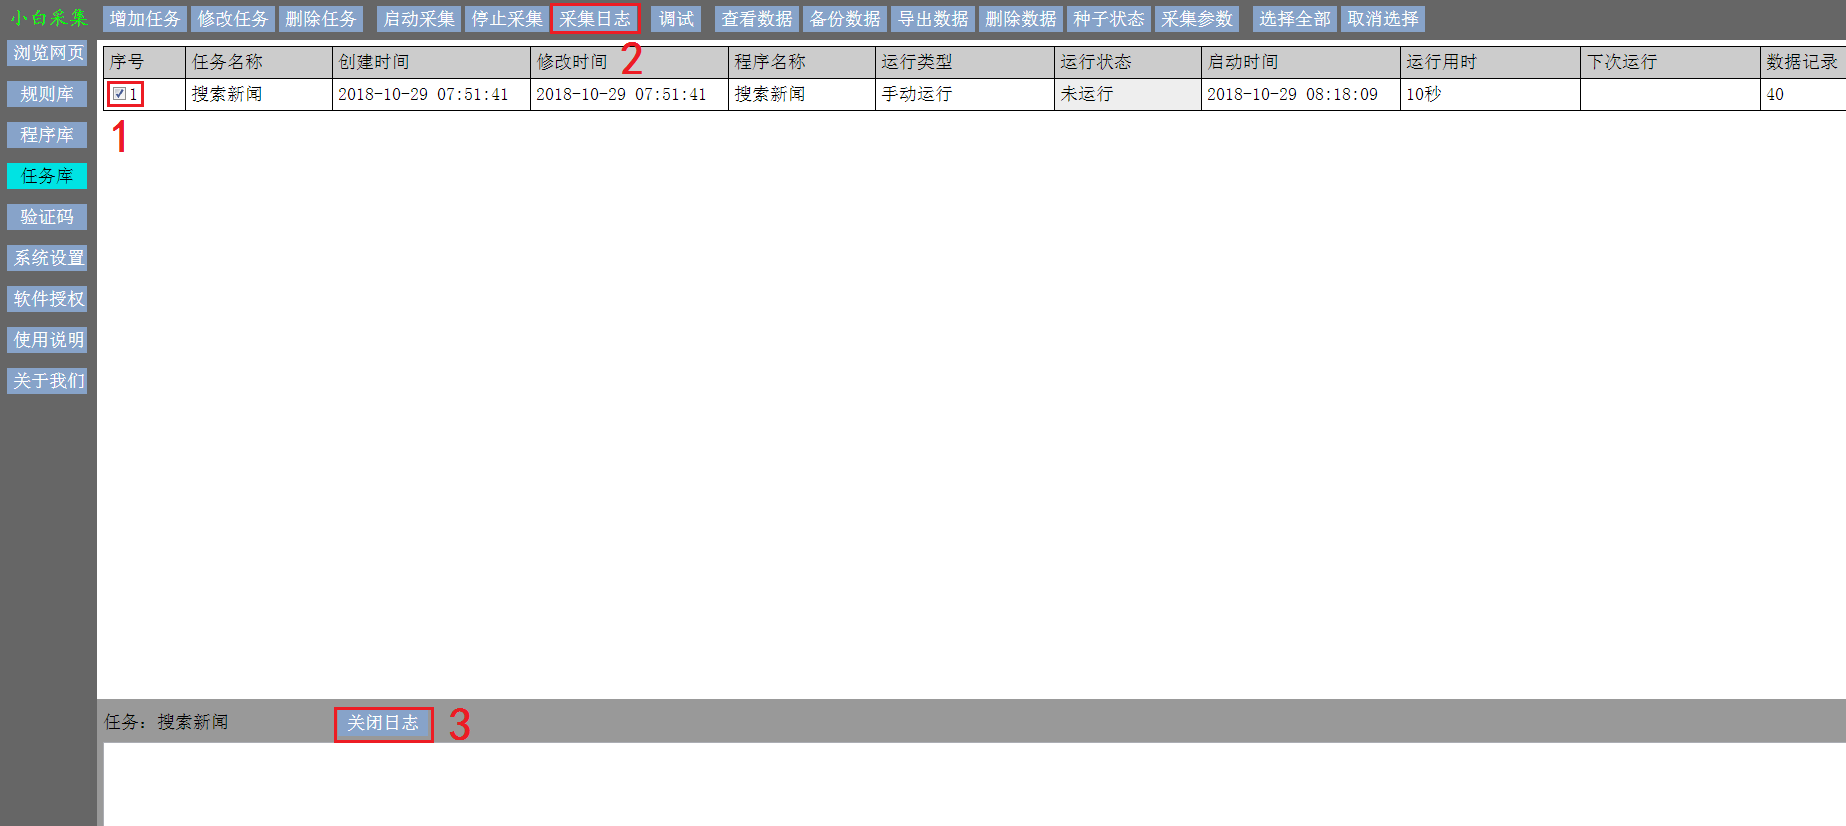 小白采集 增加任务 修改任务 删除任务 启动采集 停止采集 采集日志 调试 查看数据 备份数据 导出数据 删除数据 种子状态 采集参数 选择全部 取消选择
浏览网页
规则库
程序库
任务库
验证码
系统设置
软件授权
使用说明
关于我们
序号 任务名称 创建时间 修改时间 2 程序名称 运行类型 运行状态 启动时间 运行用时 下次运行 数据记录
1 搜索新闻 2018-10-29 07:51:41 2018-10-29 07:51:41 搜索新闻 手动运行 未运行 2018-10-29 08:18:09 10秒 40
1
任务：搜索新闻 关闭日志 3